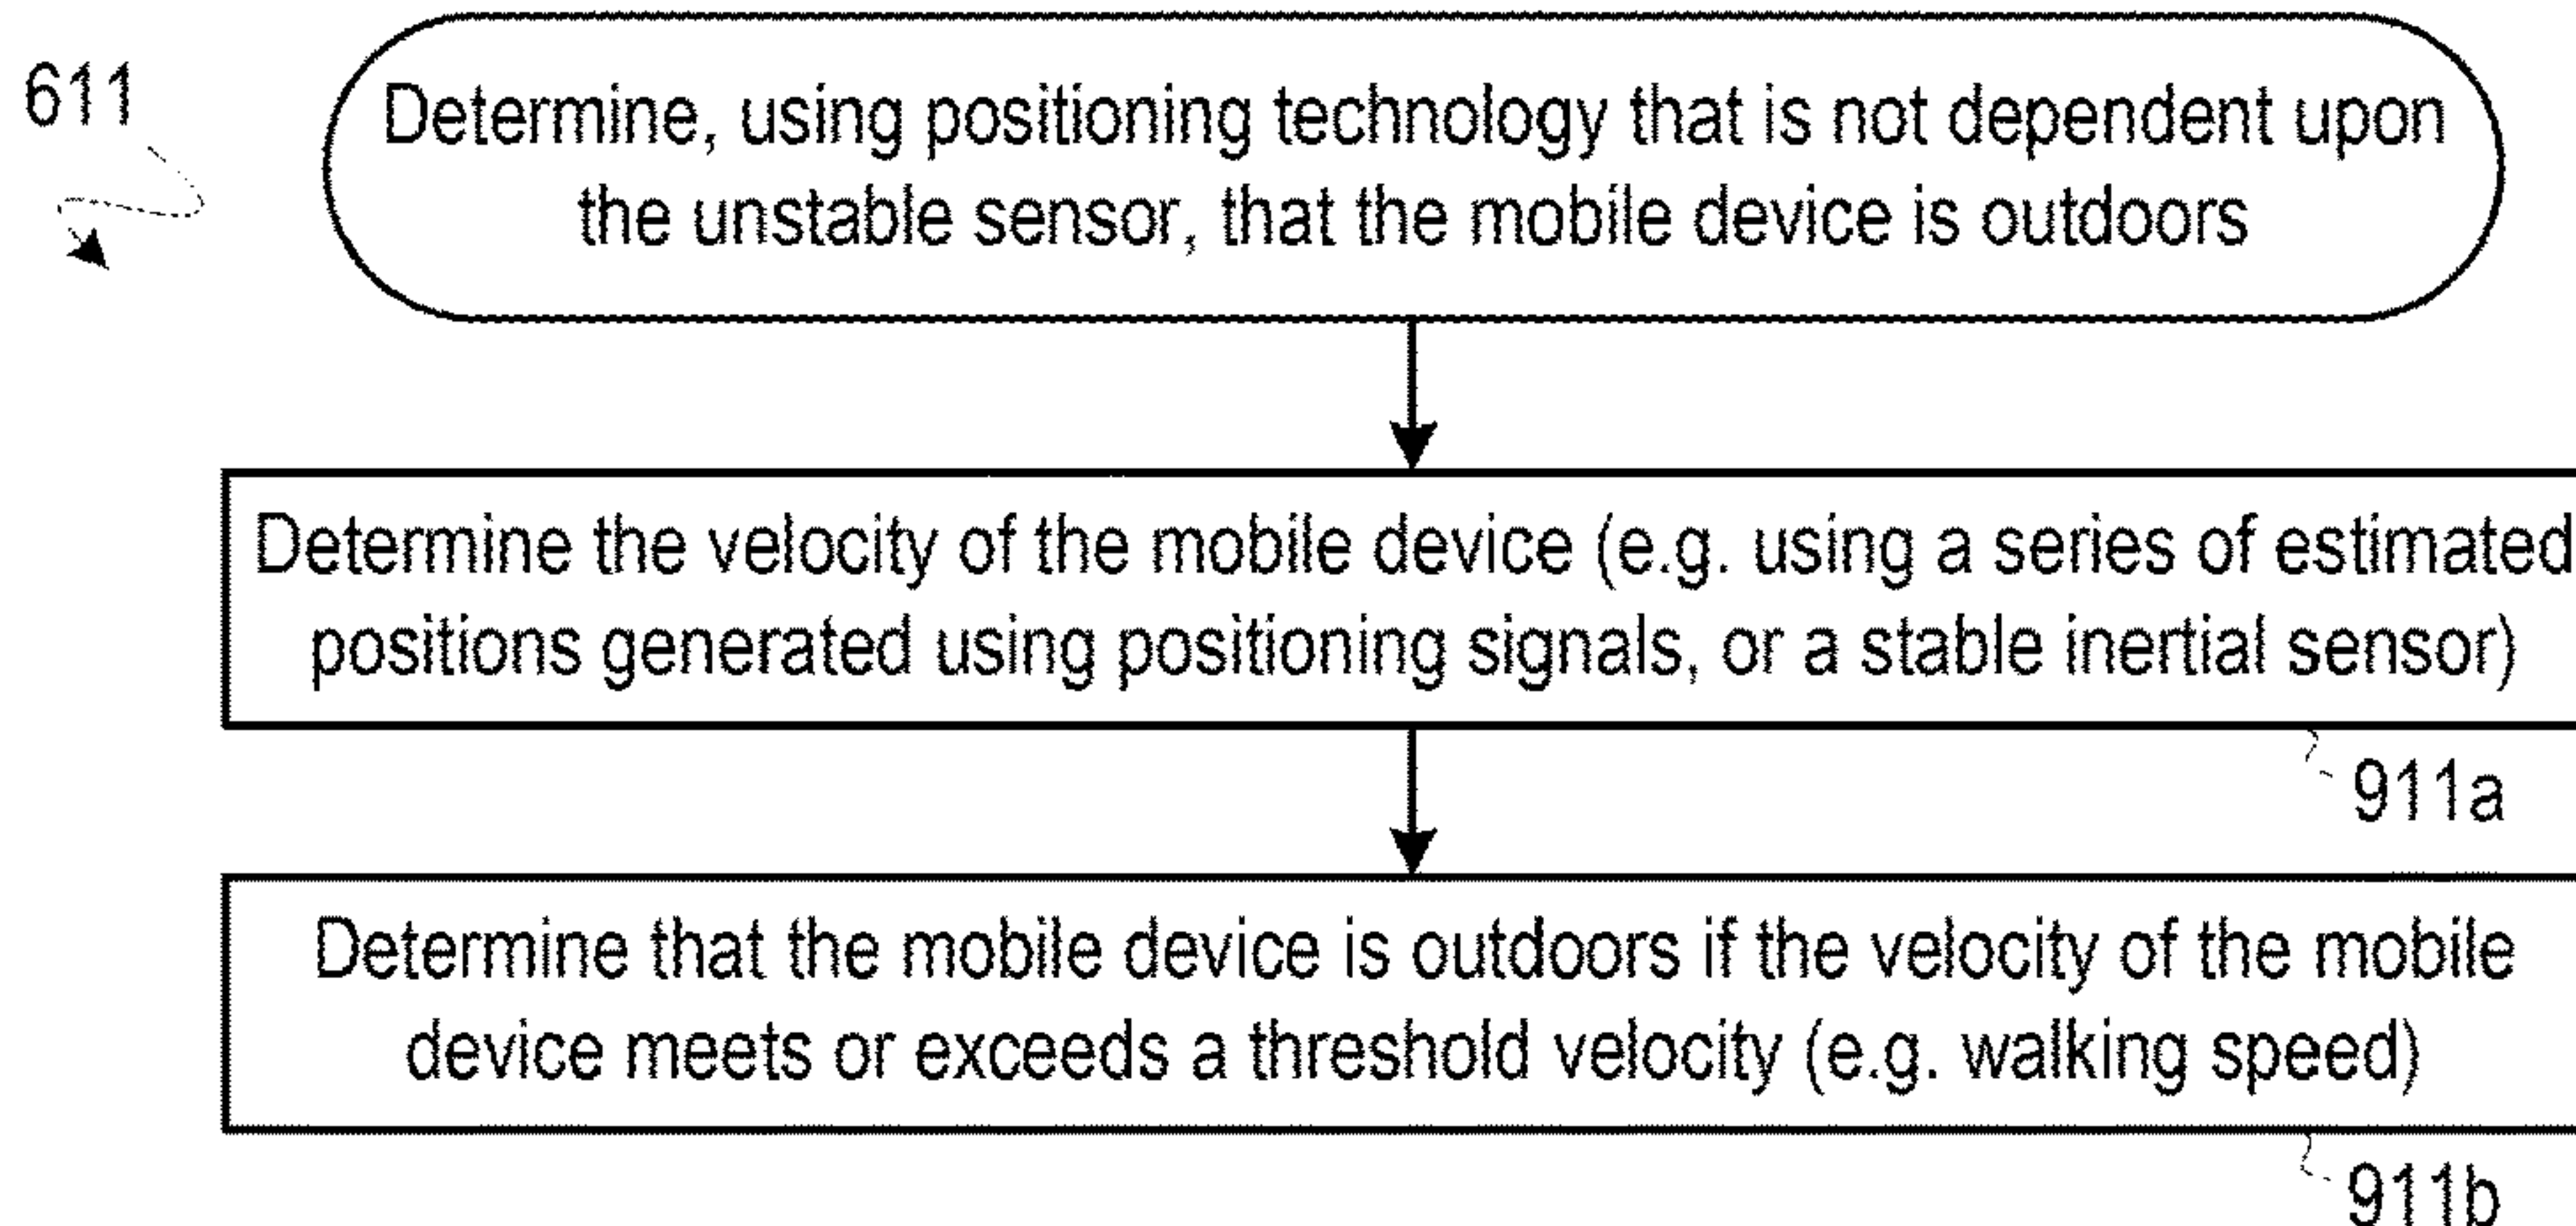 611
Determine, using positioning technology that is not dependent upon
the unstable sensor, that the mobile device is outdoors
Determine the velocity of the mobile device (e.g. using a series of estimated
positions generated using positioning signals, or a stable inertial sensor)
911a
Determine that the mobile device is outdoors if the velocity of the mobile
device meets or exceeds a threshold velocity (e.g. walking speed)
911b